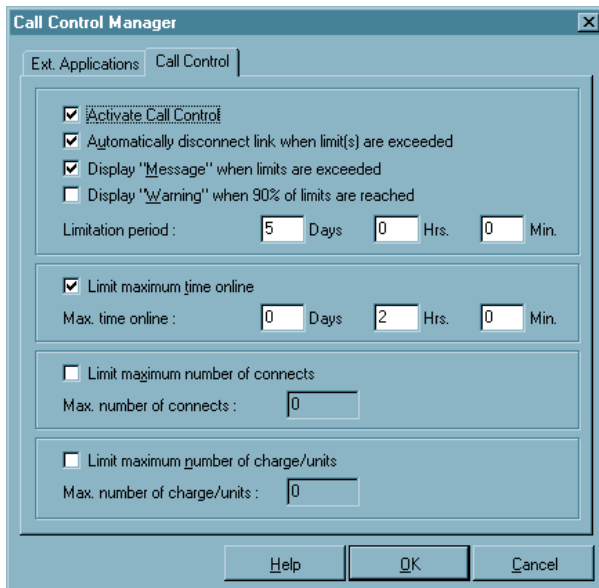 Call Control Manager
Ext. Applications Call Control
Activate Call Control
Automatically disconnect link when limit(s) are exceeded
Display "Message" when limits are exceeded
Display "Warning" when 90% of limits are reached
Limitation period : 5 Days 0 Hrs. 0 Min.
Limit maximum time online
Max. time online : 0 Days 2 Hrs. 0 Min.
Limit maximum number of connects
Max. number of connects : 0
Limit maximum number of charge/units
Max. number of charge/units : 0
Help OK Cancel